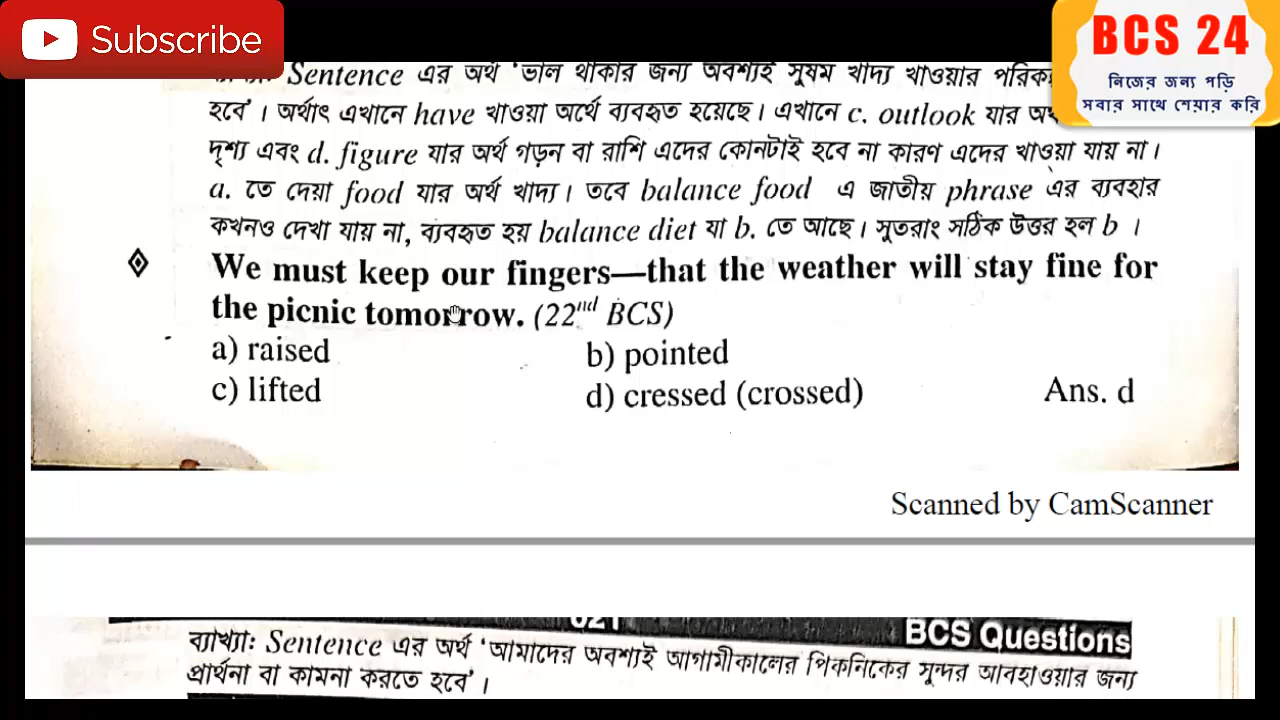 Subscribe
BCS 24
নিজের জন্য পড়ি
সবার সাথে শেয়ার করি
ব্যাখ্যা: Sentence এর অর্থ 'ভাল থাকার জন্য অবশ্যই সুষম খাদ্য খাওয়ার
হবে'। অর্থাৎ এখানে have খাওয়া অর্থে ব্যবহৃত হয়েছে। এখানে c. outlook যার
দৃশ্য এবং d. figure যার অর্থ গড়ন বা রাশি এদের কোনটাই হবে না কারণ এদের খাওয়া যায় না।
a. তে দেয়া food যার অর্থ খাদ্য। তবে balance food এ জাতীয় phrase এর ব্যবহার
কখনও দেখা যায় না, ব্যবহৃত হয় balance diet যা b. তে আছে। সুতরাং সঠিক উত্তর হল b ।
We must keep our fingers—that the weather will stay fine for
the picnic tomorrow. (22nd BCS)
a) raised b) pointed
c) lifted d) cressed (crossed) Ans. d
Scanned by CamScanner
021
BCS Questions
ব্যাখ্যা: Sentence এর অর্থ 'আমাদের অবশ্যই আগামীকালের পিকনিকের সুন্দর আবহাওয়ার জন্য
প্রার্থনা বা কামনা করতে হবে'।